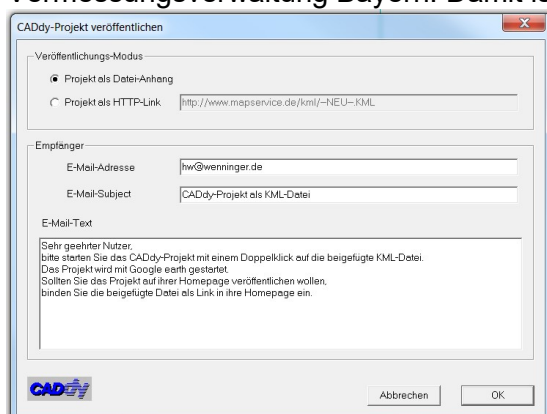 Vermessungsverwaltung Bayern. Damit is
CADdy-Projekt veröffentlichen
Veröffentlichungs-Modus
Projekt als Datei-Anhang
Projekt als HTTP-Link http://www.mapservice.de/kml/~NEU~.KML
Empfänger
E-Mail-Adresse hw@wenninger.de
E-Mail-Subject CADdy-Projekt als KML-Datei
E-Mail-Text
Sehr geehrter Nutzer,
bitte starten Sie das CADdy-Projekt mit einem Doppelklick auf die beigefügte KML-Datei.
Das Projekt wird mit Google earth gestartet.
Sollten Sie das Projekt auf ihrer Homepage veröffentlichen wollen,
binden Sie die beigefügte Datei als Link in ihre Homepage ein.
CADdy Abbrechen OK